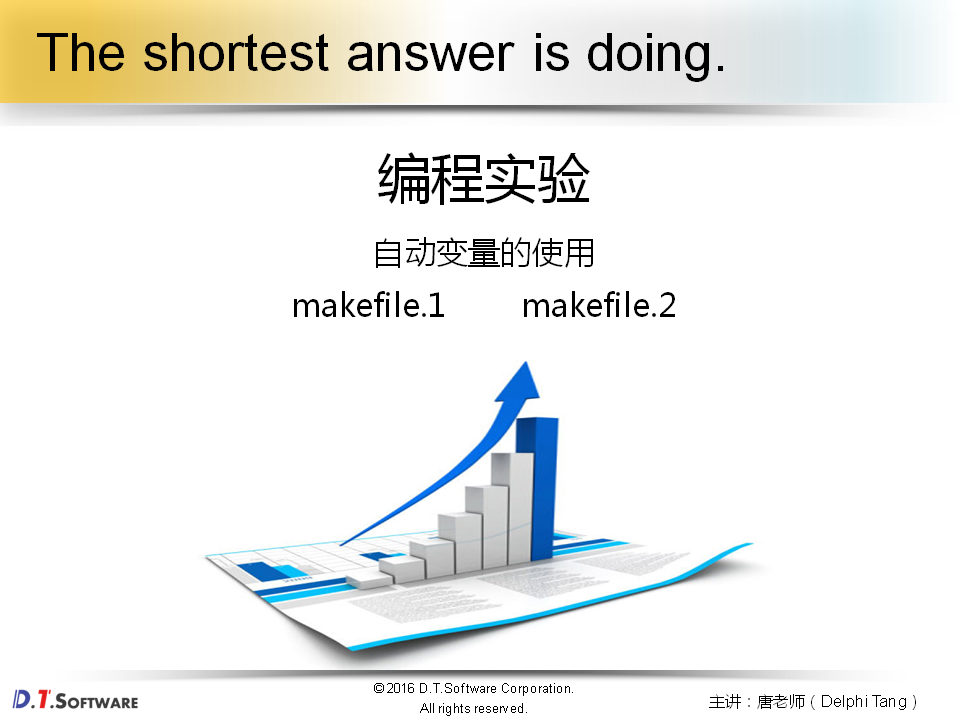 The shortest answer is doing.
编程实验
自动变量的使用
makefile.1 makefile.2
2009
D.T.SOFTWARE
© 2016 D.T.Software Corporation.
All rights reserved.
主讲：唐老师（Delphi Tang）